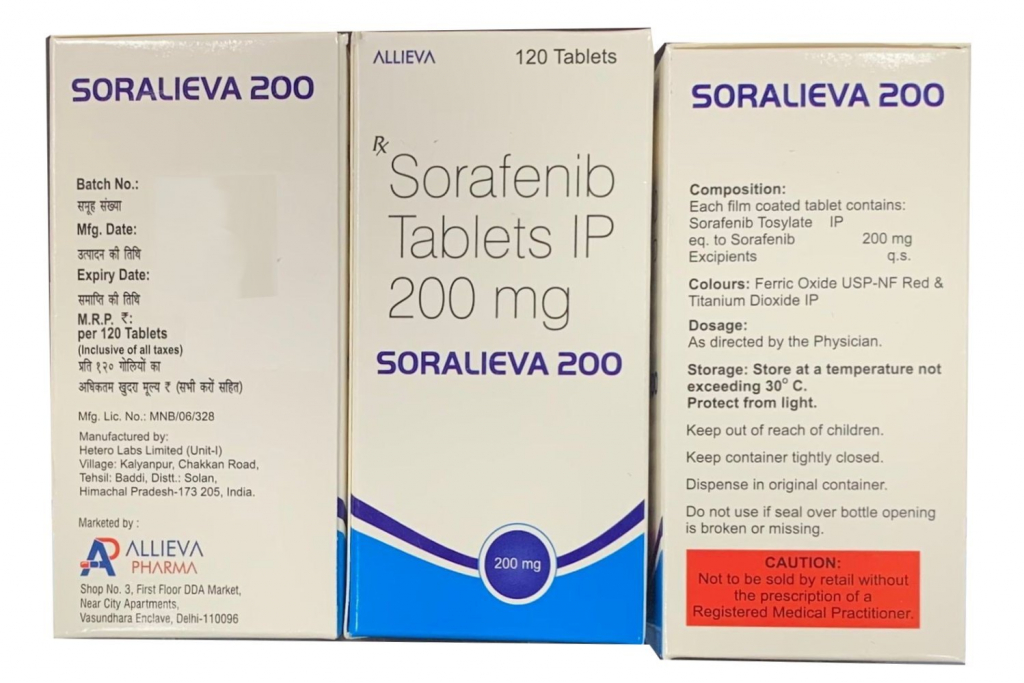 SORALIEVA 200
Batch No.:
समूह संख्या
Mfg. Date:
उत्पादन की तिथि
Expiry Date:
समाप्ति की तिथि
M.R.P. ₹:
per 120 Tablets
(Inclusive of all taxes)
प्रति १२० गोलियों का
अधिकतम खुदरा मूल्य ₹ (सभी करों सहित)
Mfg. Lic. No.: MNB/06/328
Manufactured by:
Hetero Labs Limited (Unit-I)
Village: Kalyanpur, Chakkan Road,
Tehsil: Baddi, Distt.: Solan,
Himachal Pradesh-173 205, India.
Marketed by :
ALLIEVA
PHARMA
Shop No. 3, First Floor DDA Market,
Near City Apartments,
Vasundhara Enclave, Delhi-110096
ALLIEVA 120 Tablets
Rx
Sorafenib
Tablets IP
200 mg
SORALIEVA 200
200 mg
SORALIEVA 200
Composition:
Each film coated tablet contains:
Sorafenib Tosylate IP
eq. to Sorafenib 200 mg
Excipients q.s.
Colours: Ferric Oxide USP-NF Red &
Titanium Dioxide IP
Dosage:
As directed by the Physician.
Storage: Store at a temperature not
exceeding 30° C.
Protect from light.
Keep out of reach of children.
Keep container tightly closed.
Dispense in original container.
Do not use if seal over bottle opening
is broken or missing.
CAUTION:
Not to be sold by retail without
the prescription of a
Registered Medical Practitioner.